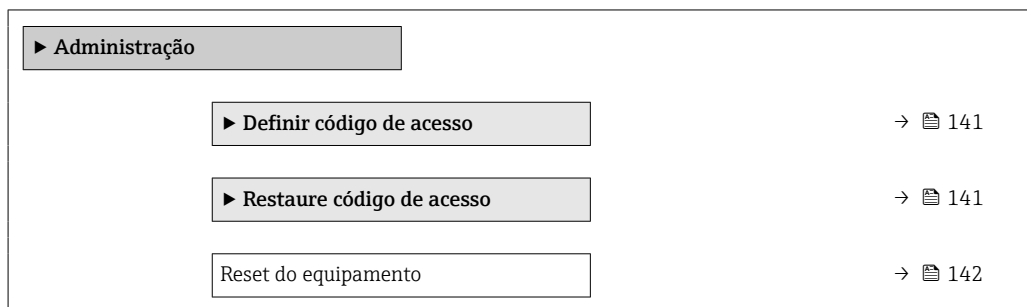 ▶ Administração
▶ Definir código de acesso → 141
▶ Restaure código de acesso → 141
Reset do equipamento → 142